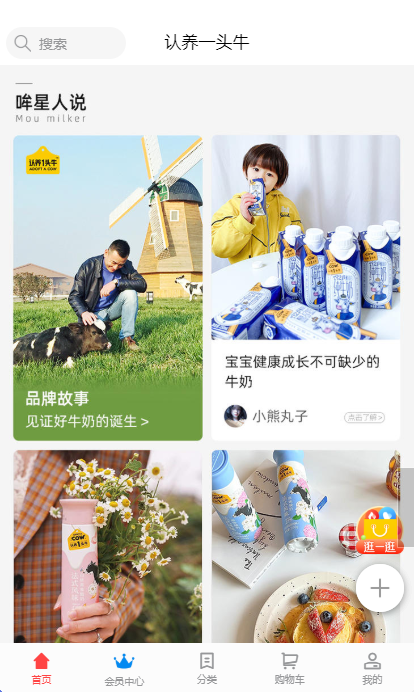 搜索
认养一头牛
哞星人说
Mou milker
认养1头牛
ADOPT A COW
品牌故事
见证好牛奶的诞生 >
宝宝健康成长不可缺少的
牛奶
小熊丸子
点击了解 >
COW
逛一逛
首页
会员中心
分类
购物车
我的